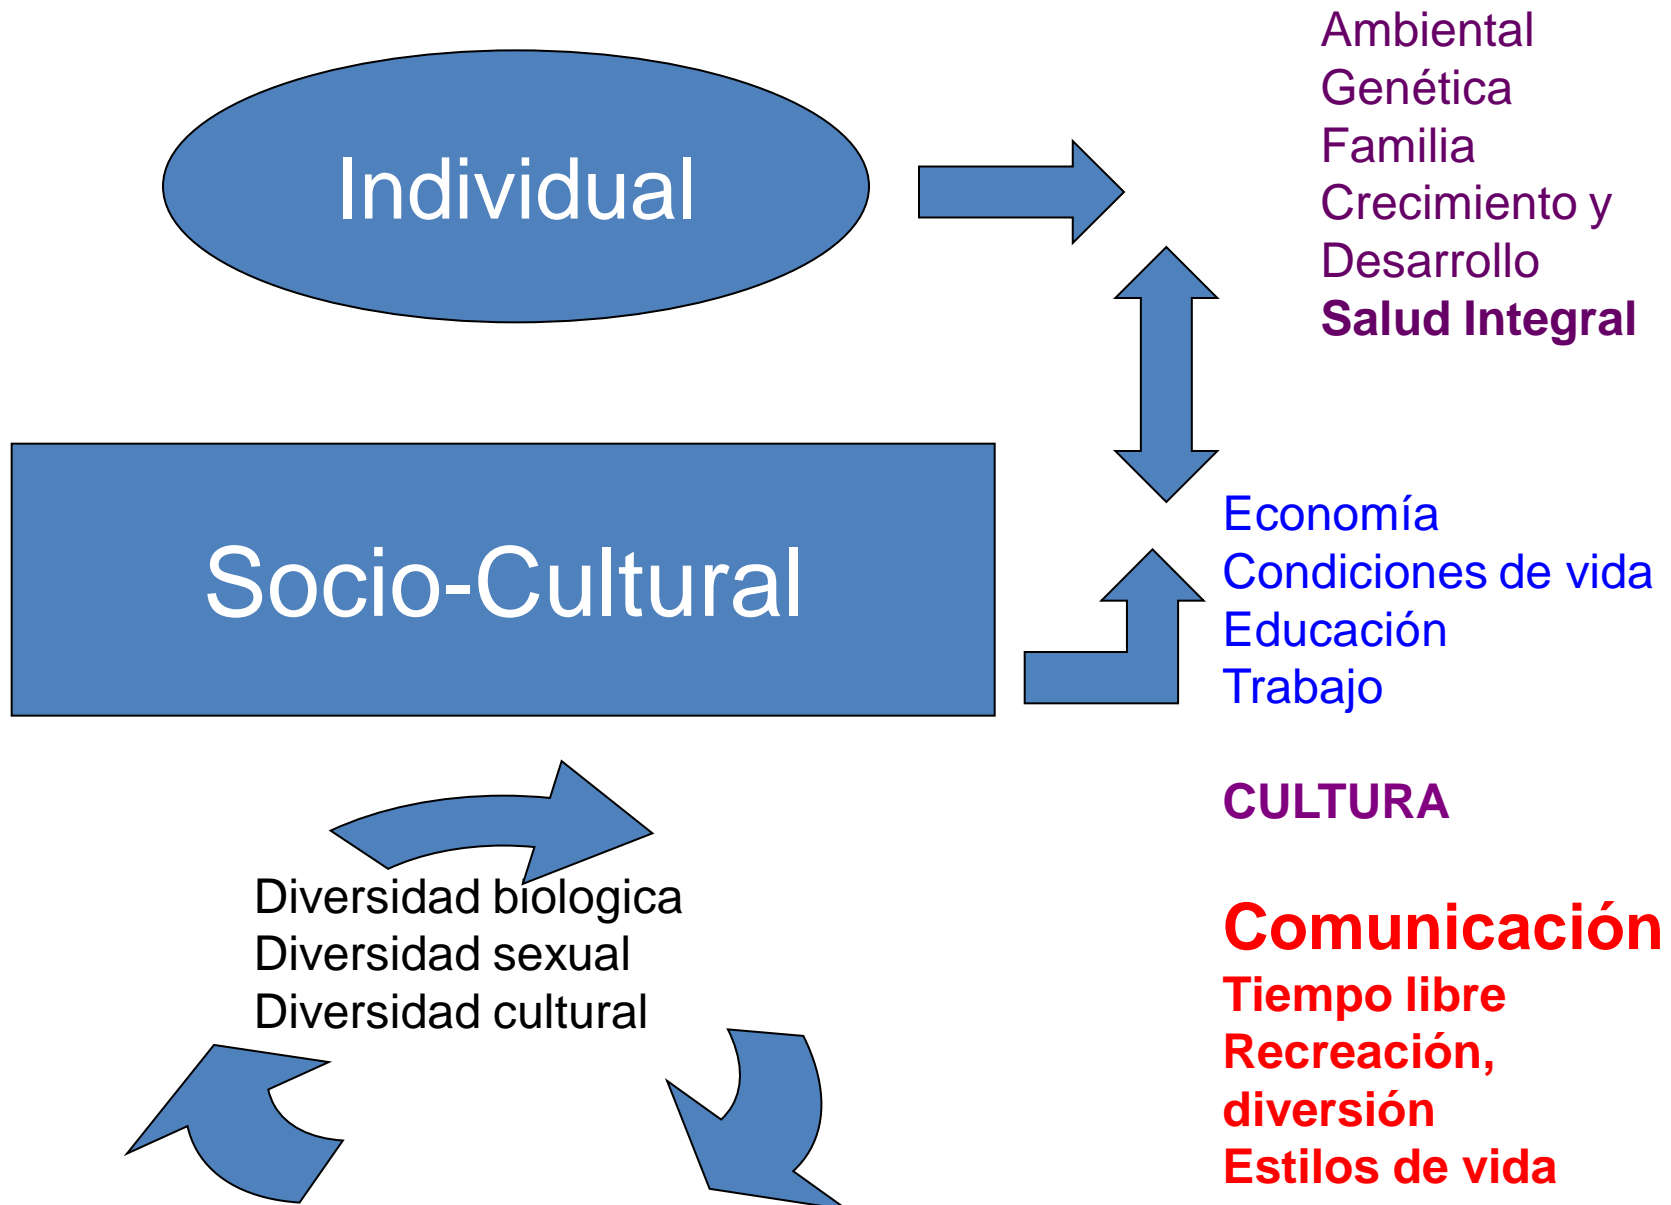 Individual
Ambiental
Genética
Familia
Crecimiento y
Desarrollo
Salud Integral
Socio-Cultural
Economía
Condiciones de vida
Educación
Trabajo
CULTURA
Comunicación
Tiempo libre
Recreación,
diversión
Estilos de vida
Diversidad biologica
Diversidad sexual
Diversidad cultural